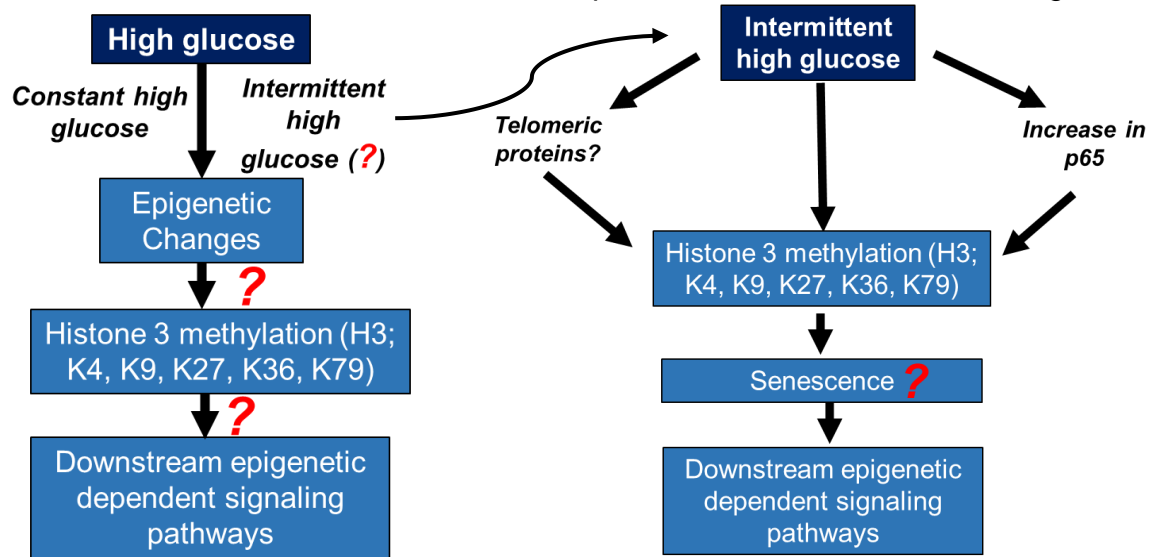 High glucose
Constant high
glucose
Intermittent
high
glucose (?)
Epigenetic
Changes
?
Histone 3 methylation (H3;
K4, K9, K27, K36, K79)
?
Downstream epigenetic
dependent signaling
pathways
Intermittent
high glucose
Telomeric
proteins?
Increase in
p65
Histone 3 methylation (H3;
K4, K9, K27, K36, K79)
Senescence ?
Downstream epigenetic
dependent signaling
pathways